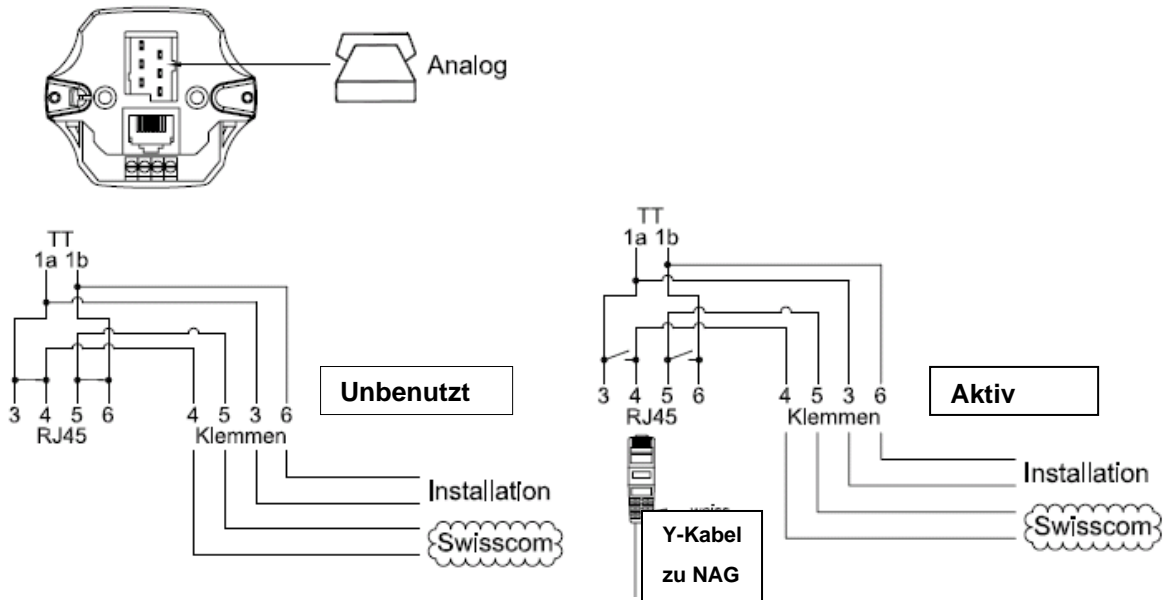 Analog
TT
1a 1b
3 4 5 6
RJ45
4 5 3 6
Klemmen
Unbenutzt
Installation
Swisscom
TT
1a 1b
3 4 5 6
RJ45
4 5 3 6
Klemmen
Aktiv
Installation
Swisscom
Y-Kabel
zu NAG